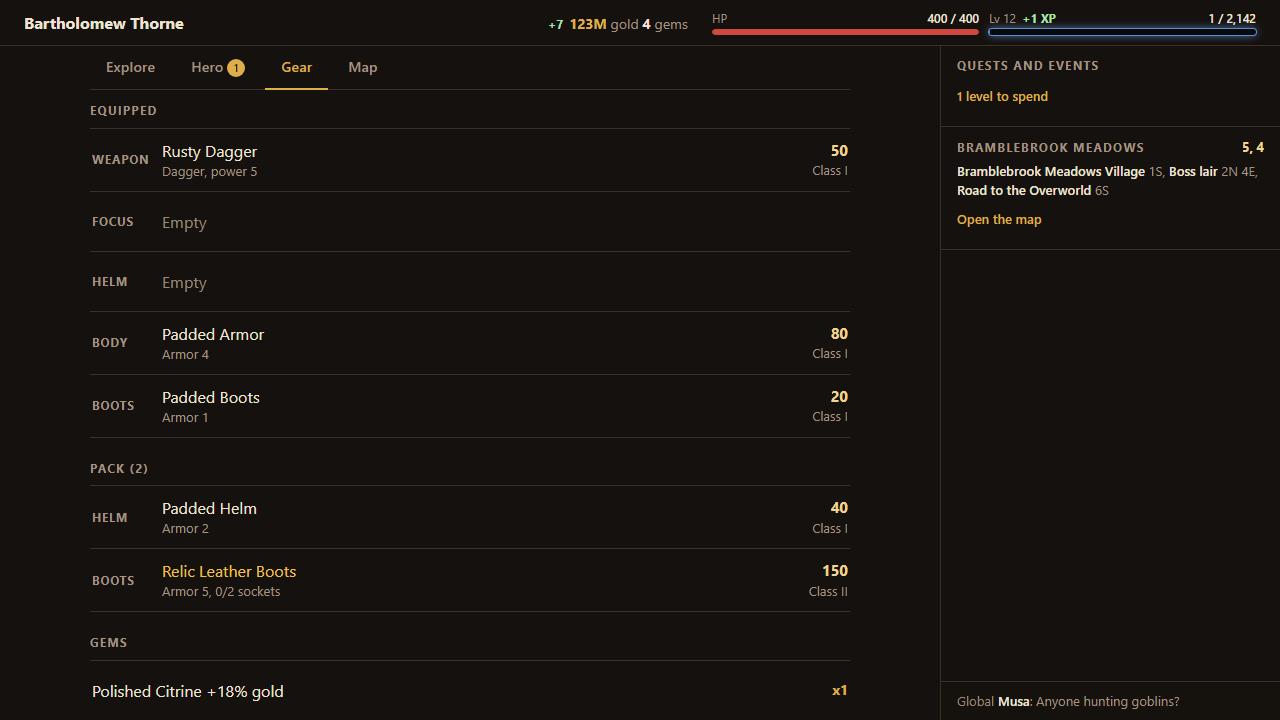 Bartholomew Thorne
+7 123M gold 4 gems
HP 400 / 400
Lv 12 +1 XP 1 / 2,142
Explore Hero 1 Gear Map
EQUIPPED
WEAPON Rusty Dagger 50
Dagger, power 5 Class I
FOCUS Empty
HELM Empty
BODY Padded Armor 80
Armor 4 Class I
BOOTS Padded Boots 20
Armor 1 Class I
PACK (2)
HELM Padded Helm 40
Armor 2 Class I
BOOTS Relic Leather Boots 150
Armor 5, 0/2 sockets Class II
GEMS
Polished Citrine +18% gold x1
QUESTS AND EVENTS
1 level to spend
BRAMBLEBROOK MEADOWS 5, 4
Bramblebrook Meadows Village 1S, Boss lair 2N 4E,
Road to the Overworld 6S
Open the map
Global Musa: Anyone hunting goblins?